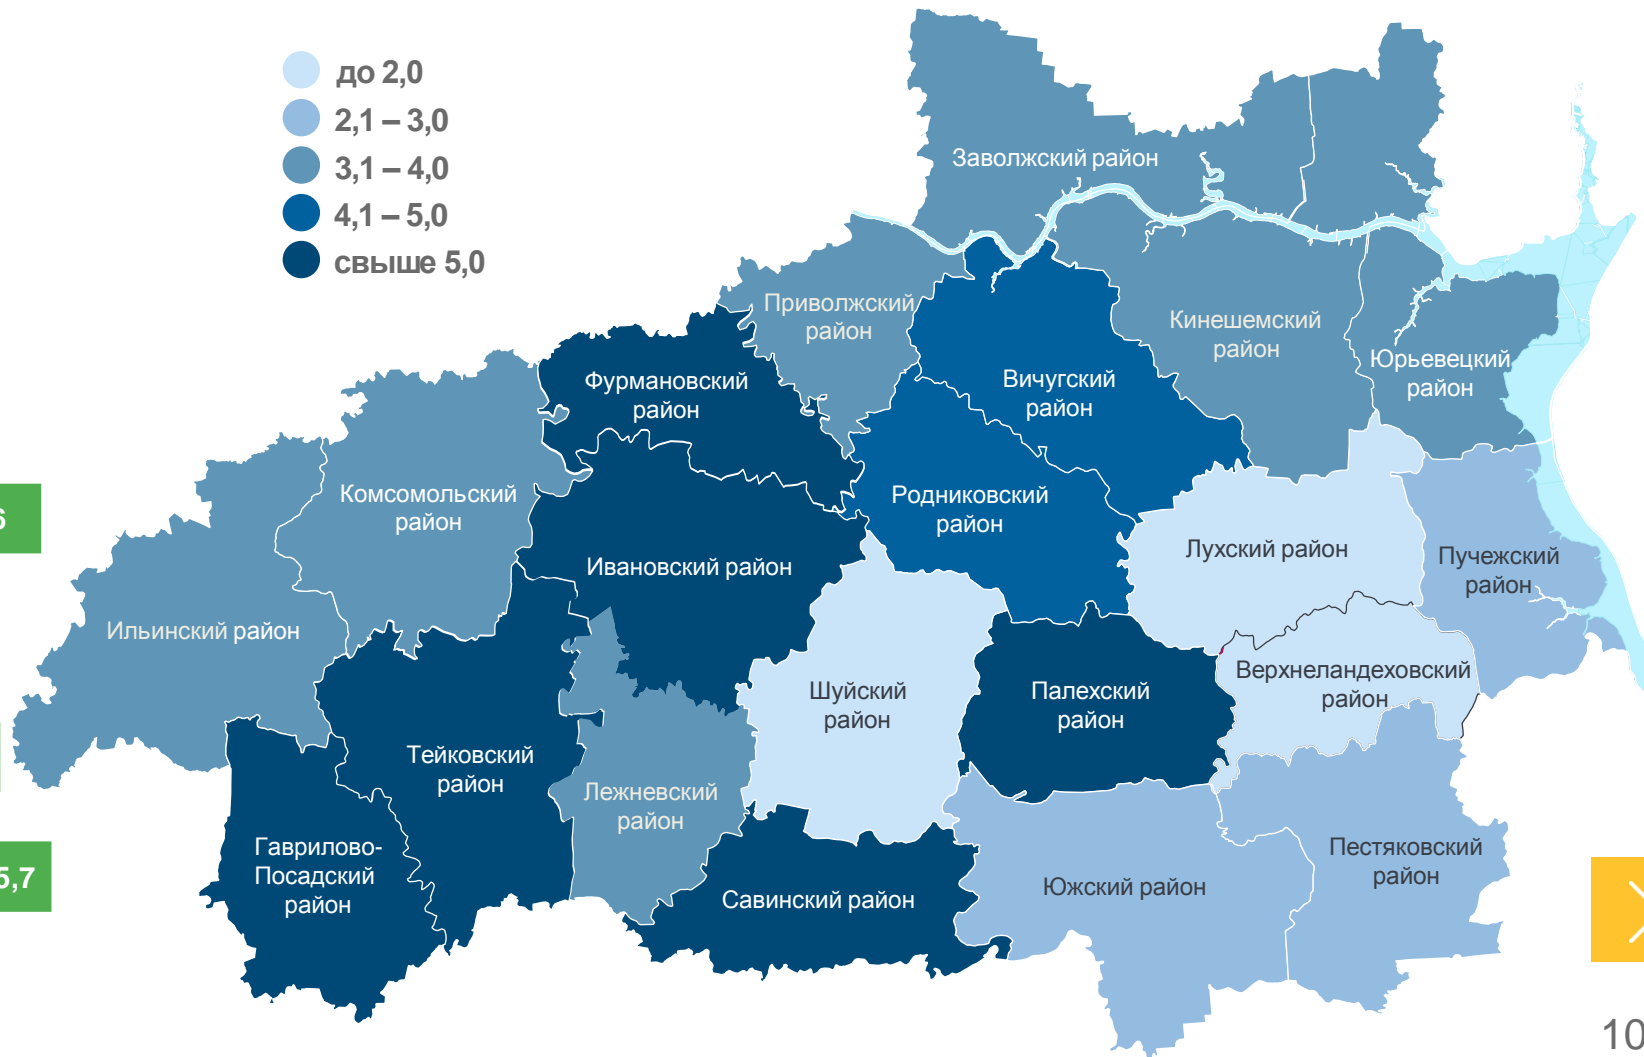 до 2,0
2,1 – 3,0
3,1 – 4,0
4,1 – 5,0
свыше 5,0
Заволжский район
Приволжский
район
Кинешемский
район
Юрьевецкий
район
Фурмановский
район
Вичугский
район
Комсомольский
район
Родниковский
район
Ивановский район
Лухский район
Пучежский
район
Ильинский район
Шуйский
район
Палехский
район
Верхнеландеховский
район
Тейковский
район
Лежневский
район
Гаврилово-
Посадский
район
Савинский район
Южский район
Пестяковский
район
6
5,7
10